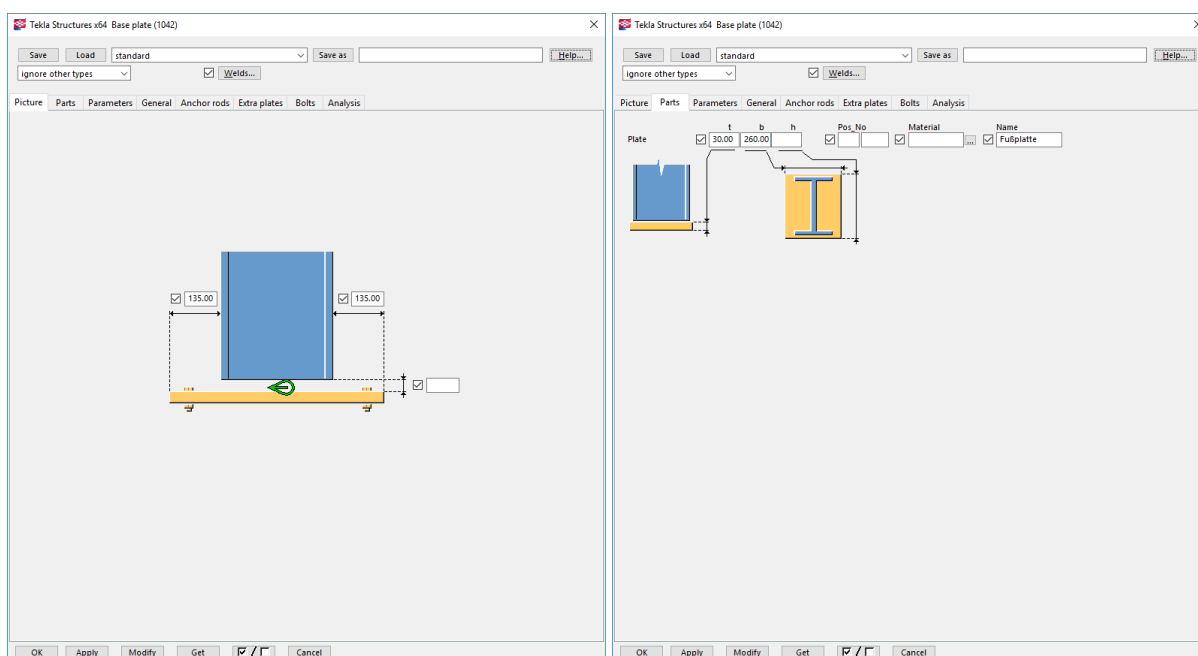 Tekla Structures x64 Base plate (1042)
Save Load standard Save as Help...
ignore other types Welds...
Picture Parts Parameters General Anchor rods Extra plates Bolts Analysis
135.00 135.00
OK Apply Modify Get / Cancel
Tekla Structures x64 Base plate (1042)
Save Load standard Save as Help...
ignore other types Welds...
Picture Parts Parameters General Anchor rods Extra plates Bolts Analysis
t b h Pos_No Material Name
Plate 30.00 260.00 ... Fußplatte
OK Apply Modify Get / Cancel